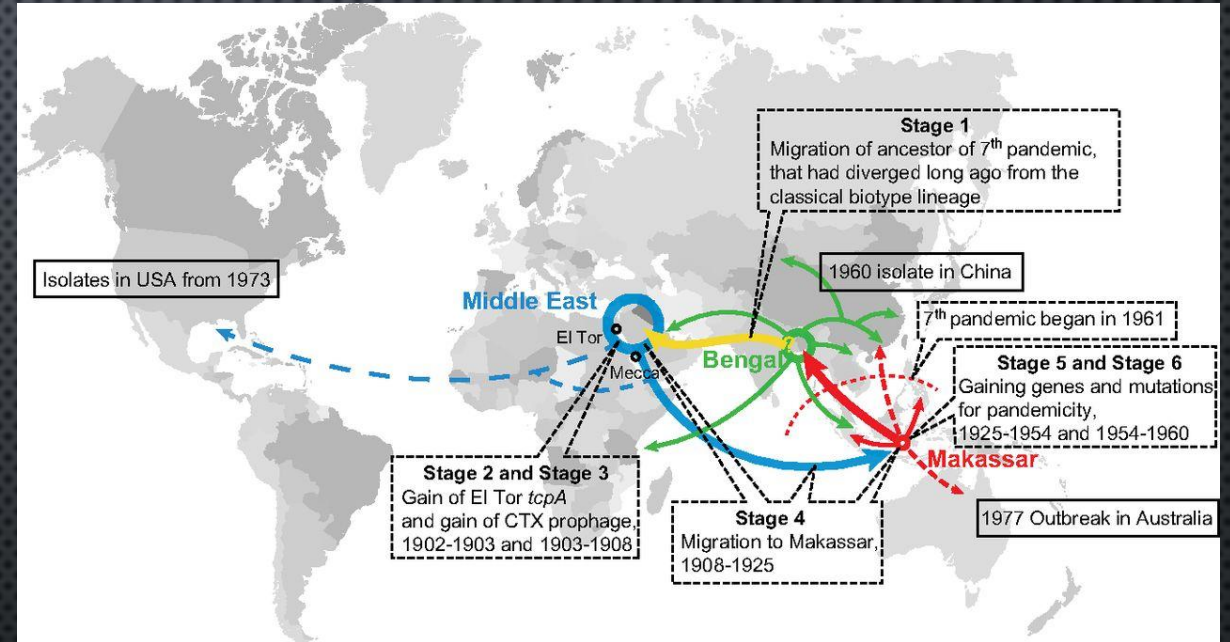 Stage 1
Migration of ancestor of 7th pandemic,
that had diverged long ago from the
classical biotype lineage
Isolates in USA from 1973
1960 isolate in China
Middle East
7th pandemic began in 1961
El Tor
Bengal
1
Mecca
Stage 5 and Stage 6
Gaining genes and mutations
for pandemicity,
1925-1954 and 1954-1960
Makassar
Stage 2 and Stage 3
Gain of El Tor tcpA
and gain of CTX prophage,
1902-1903 and 1903-1908
Stage 4
Migration to Makassar,
1908-1925
1977 Outbreak in Australia